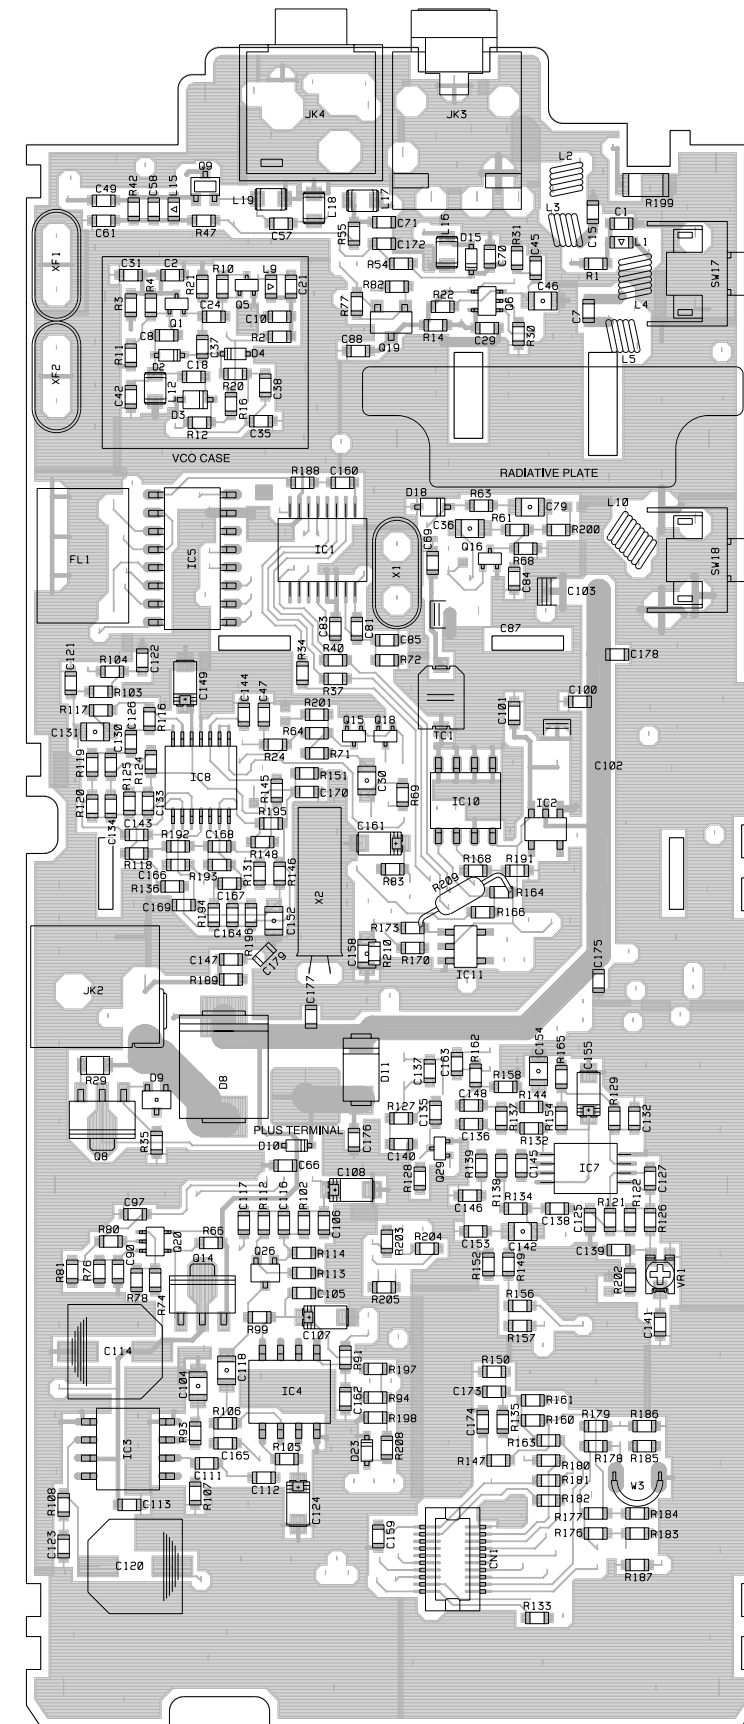 JK4
JK3
L2
Q9
R42
C58
L15
C49
L19
C18
L17
R199
L3
C61
R47
C57
R55
C71
C172
L16
D15
C70
R31
C45
C15
C1
L1
XF1
C31
C2
R21
R10
L9
C21
R54
R82
R1
SW17
R3
R4
Q5
R77
R22
Q6
C46
L4
Q1
C24
C10
C7
C8
R2
Q19
R14
C29
R30
L5
R11
C37
D4
C88
XF2
D2
C18
R20
C38
C42
L12
D3
R16
R12
C35
VCO CASE
RADIATIVE PLATE
R188
C160
D18
R63
C79
L10
C36
R61
R200
FL1
IC5
IC1
X1
C69
Q16
R68
SW18
C84
C103
C83
C81
C87
C85
C121
R104
C122
R34
R40
R72
C178
R103
C149
R37
R117
C126
R116
C144
C47
R201
C101
C100
C131
C130
R64
Q15
Q18
TC1
R119
R125
R124
R24
R71
IC8
R151
C30
C102
R120
C134
C133
R145
C170
R69
IC10
IC2
C143
R192
C168
R195
C161
R118
R148
C166
R193
R131
R146
X2
R83
R168
R191
R136
C167
R209
R164
C169
R194
C164
R196
C152
R166
R173
C158
R210
R170
IC11
C147
C179
C175
JK2
R189
C177
R29
D9
D8
D11
C137
C163
R162
C154
R165
C155
R158
R129
Q8
R35
PLUS TERMINAL
R127
C135
C148
R137
R144
R154
C132
D10
C176
C136
R132
C66
C140
R128
Q29
R139
R138
C145
IC7
C108
C146
R122
C127
C97
C117
R112
C116
R102
C106
R134
C138
C125
R121
R126
R80
C90
Q20
R66
R203
R204
C153
C142
C139
R81
R76
R78
R74
Q14
Q26
R114
R113
C105
R205
R152
R149
R202
VR1
R156
R99
C107
R157
C141
C114
C118
R91
R197
R150
C104
IC4
C173
R94
R161
IC3
R93
R106
C162
R198
C174
R135
R160
R179
R186
C165
R105
D23
R208
R163
R147
R178
R185
C111
C112
R180
R181
W3
R108
C113
R107
C124
R182
R177
R184
C123
C159
CN1
R176
R183
C120
R187
R133